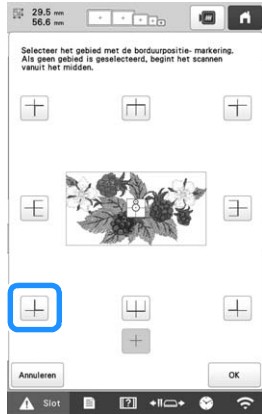 29.5 mm
56.6 mm
Selecteer het gebied met de borduurpositie- markering.
Als geen gebied is geselecteerd, begint het scannen
vanuit het midden.
Annuleren
OK
Slot